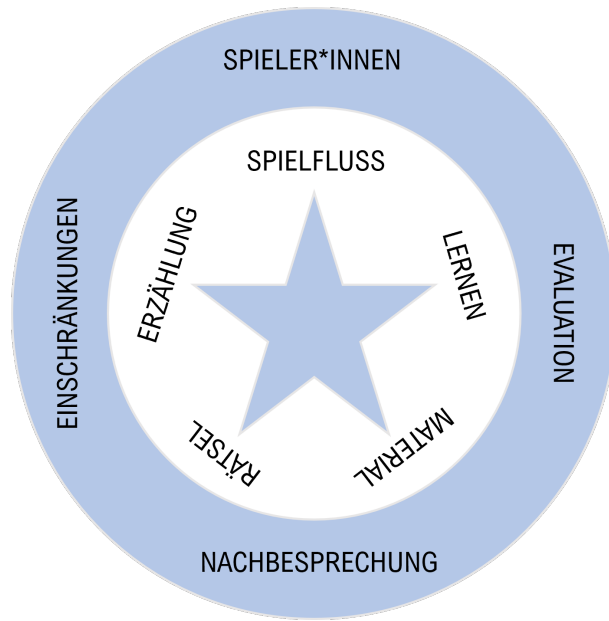 SPIELER*INNEN
SPIELFLUSS
ERZÄHLUNG
LERNEN
EINSCHRÄNKUNGEN
EVALUATION
RÄTSEL
MATERIAL
NACHBESPRECHUNG